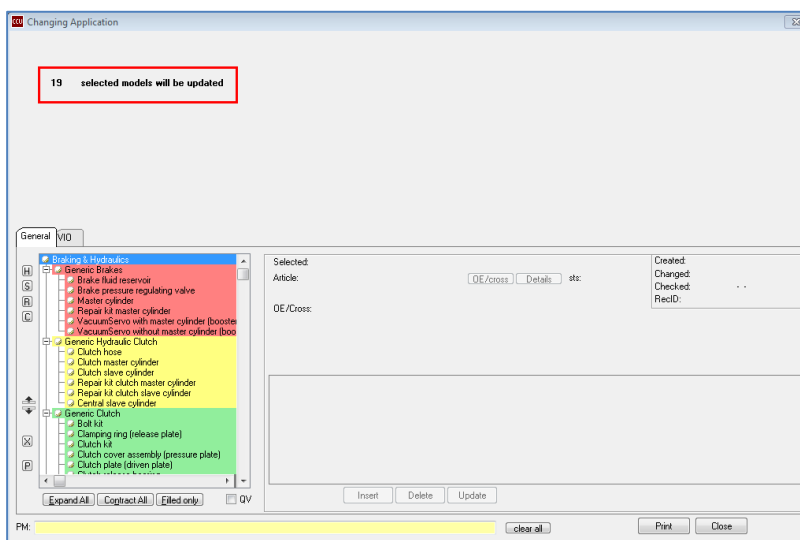 CCU Changing Application
19 selected models will be updated
General VIO
H
S
R
C
X
P
Braking & Hydraulics
Generic Brakes
Brake fluid reservoir
Brake pressure regulating valve
Master cylinder
Repair kit master cylinder
VacuumServo with master cylinder (booster
VacuumServo without master cylinder (boo
Generic Hydraulic Clutch
Clutch hose
Clutch master cylinder
Clutch slave cylinder
Repair kit clutch master cylinder
Repair kit clutch slave cylinder
Central slave cylinder
Generic Clutch
Bolt kit
Clamping ring (release plate)
Clutch kit
Clutch cover assembly (pressure plate)
Clutch plate (driven plate)
Clutch release bearing
Expand All Contract All Filled only QV
Selected:
Article: OE/cross Details sts:
OE/Cross:
Created:
Changed:
Checked: - -
RecID:
Insert Delete Update
PM: clear all Print Close